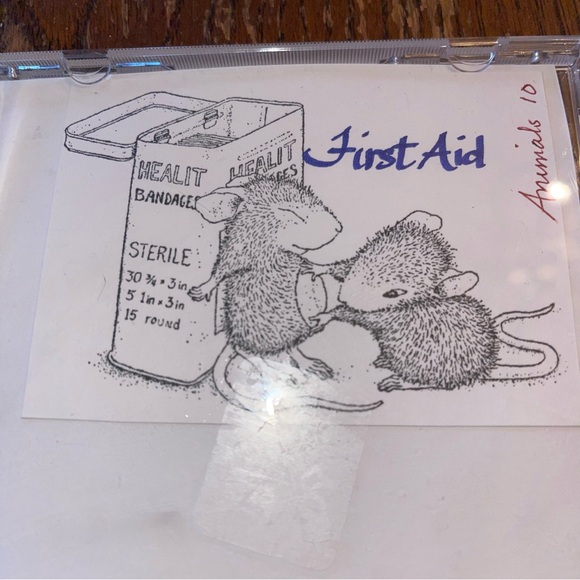 First Aid
Animals 10
HEALIT
BANDAGES
STERILE
30 ¾ × 3 in
5 1 in × 3 in
15 round
HEALIT